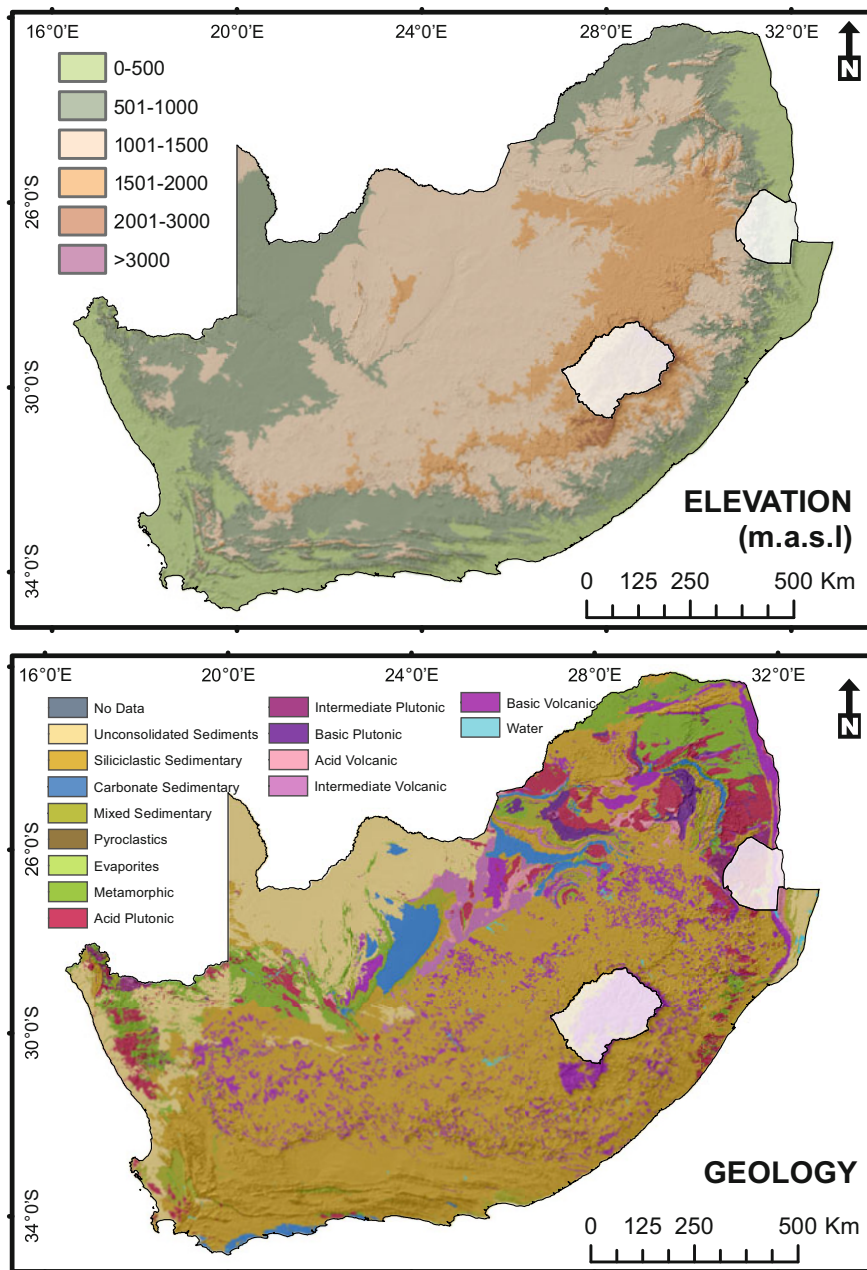 16°0'E 20°0'E 24°0'E 28°0'E 32°0'E
N
0-500
501-1000
1001-1500
1501-2000
2001-3000
>3000
26°0'S
30°0'S
34°0'S
ELEVATION
(m.a.s.l)
0 125 250 500 Km
16°0'E 20°0'E 24°0'E 28°0'E 32°0'E
N
No Data
Unconsolidated Sediments
Siliciclastic Sedimentary
Carbonate Sedimentary
Mixed Sedimentary
Pyroclastics
Evaporites
Metamorphic
Acid Plutonic
Intermediate Plutonic
Basic Plutonic
Acid Volcanic
Intermediate Volcanic
Basic Volcanic
Water
26°0'S
30°0'S
34°0'S
GEOLOGY
0 125 250 500 Km